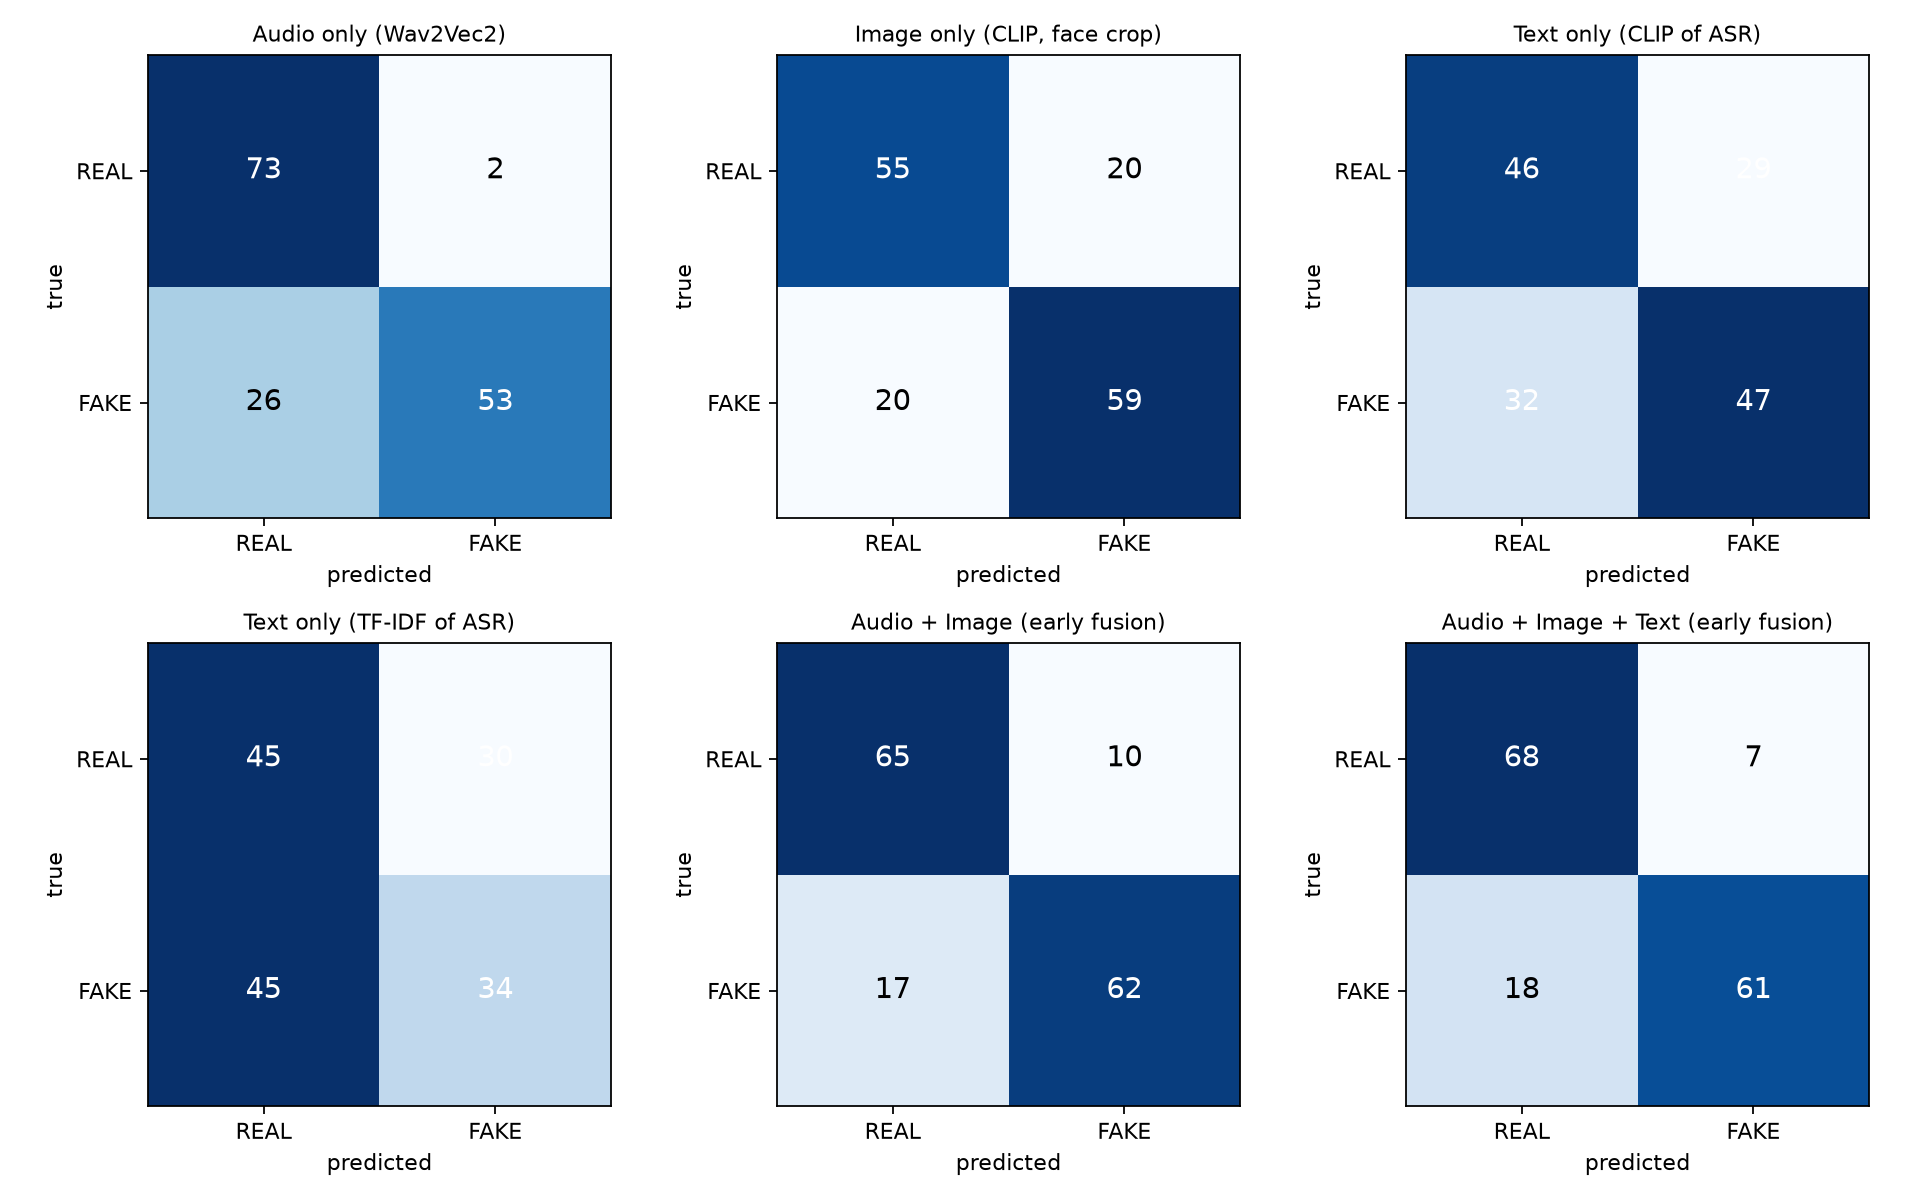 Audio only (Wav2Vec2)
REAL
73
2
true
FAKE
26
53
REAL
FAKE
predicted
Image only (CLIP, face crop)
REAL
55
20
true
FAKE
20
59
REAL
FAKE
predicted
Text only (CLIP of ASR)
REAL
46
29
true
FAKE
32
47
REAL
FAKE
predicted
Text only (TF-IDF of ASR)
REAL
45
30
true
FAKE
45
34
REAL
FAKE
predicted
Audio + Image (early fusion)
REAL
65
10
true
FAKE
17
62
REAL
FAKE
predicted
Audio + Image + Text (early fusion)
REAL
68
7
true
FAKE
18
61
REAL
FAKE
predicted